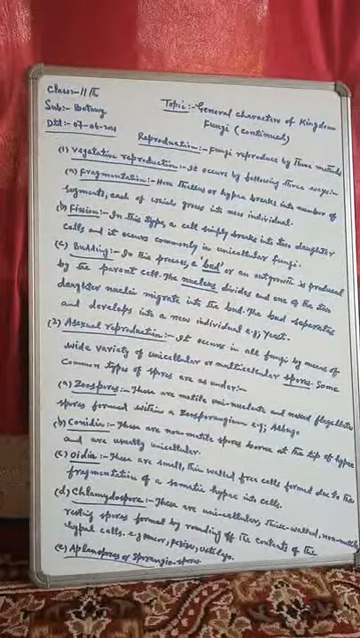 Class:- 11th
Sub:- Botany
Dtd:- 07-06-2021
Topic:- General characters of Kingdom
Fungi (continued)
Reproduction:- Fungi reproduce by three methods
(1) Vegetative reproduction:- It occurs by following three ways:-
(a) Fragmentation:- Here thallus or hypha breaks into number of
segments, each of which grows into new individual.
(b) Fission:- In this type, a cell simply breaks into two daughter
cells and it occurs commonly in unicellular fungi.
(c) Budding:- In this process, a 'bud' or an outgrowth is produced
by the parent cell. The nucleus divides and one of the two
daughter nuclei migrate into the bud. The bud separates
and develops into a new individual e.g; yeast.
(2) Asexual reproduction:- It occurs in all fungi by means of
wide variety of unicellular or multicellular spores. Some
common types of spores are as under:-
(a) Zoospores:- These are motile uni-nucleate and naked flagellated
spores formed within a Zoosporangium e.g; Albugo
(b) Conidia:- These are non-motile spores borne at the tip of hyphae
and are usually unicellular.
(c) Oidia:- These are small, thin walled free cells formed due to the
fragmentation of a somatic hyphae into cells.
(d) Chlamydospore:- These are unicellular, thick-walled, non-motile
resting spores formed by rounding off the contents of the
hyphal cells. e.g mucor, peziza, ustilago.
(e) Aplanospores or Sporangio-spores